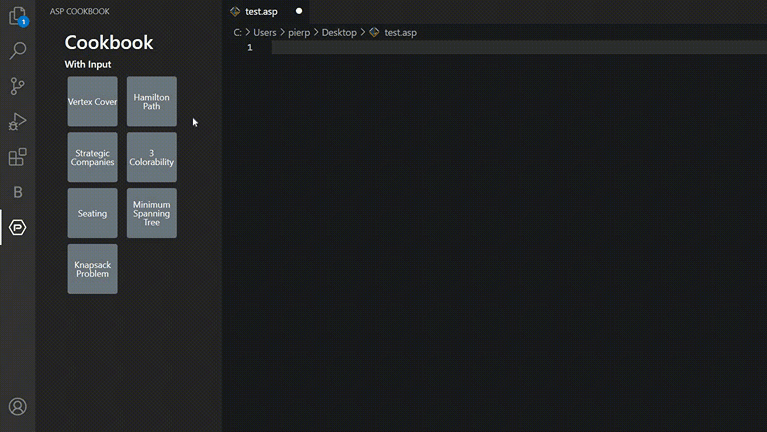 1
ASP COOKBOOK
Cookbook
With Input
Vertex Cover
Hamilton
Path
Strategic
Companies
3
Colorability
Seating
Minimum
Spanning
Tree
Knapsack
Problem
B
test.asp
C: > Users > pierp > Desktop > test.asp
1